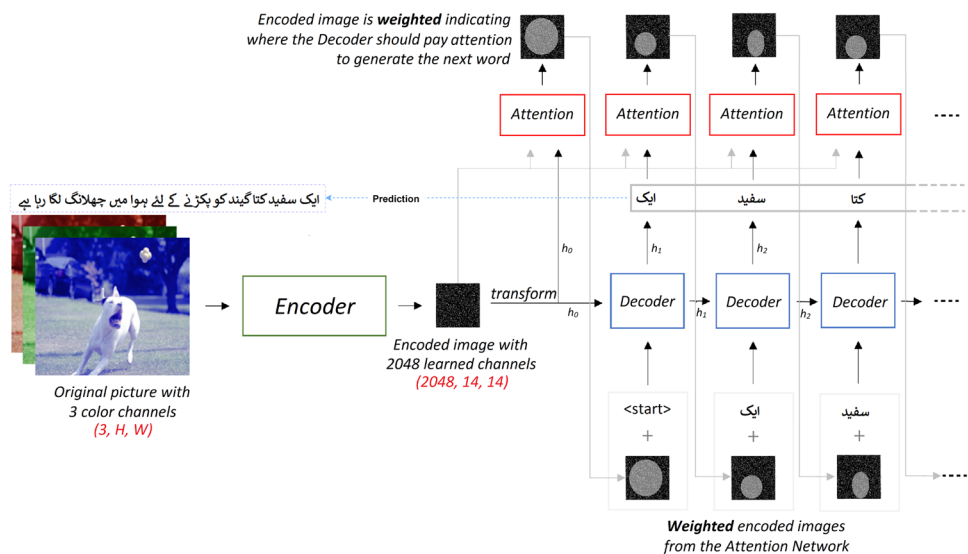 Encoded image is weighted indicating
where the Decoder should pay attention
to generate the next word
Attention
Attention
Attention
Attention
ایک سفید کتا گیند کو پکڑنے کے لئے ہوا میں چھلانگ لگا رہا ہے
Prediction
ایک
سفید
کتا
h0
h1
h2
Encoder
transform
h0
Decoder
h1
Decoder
h2
Decoder
Encoded image with
2048 learned channels
(2048, 14, 14)
Original picture with
3 color channels
(3, H, W)
<start>
+
ایک
+
سفید
+
Weighted encoded images
from the Attention Network